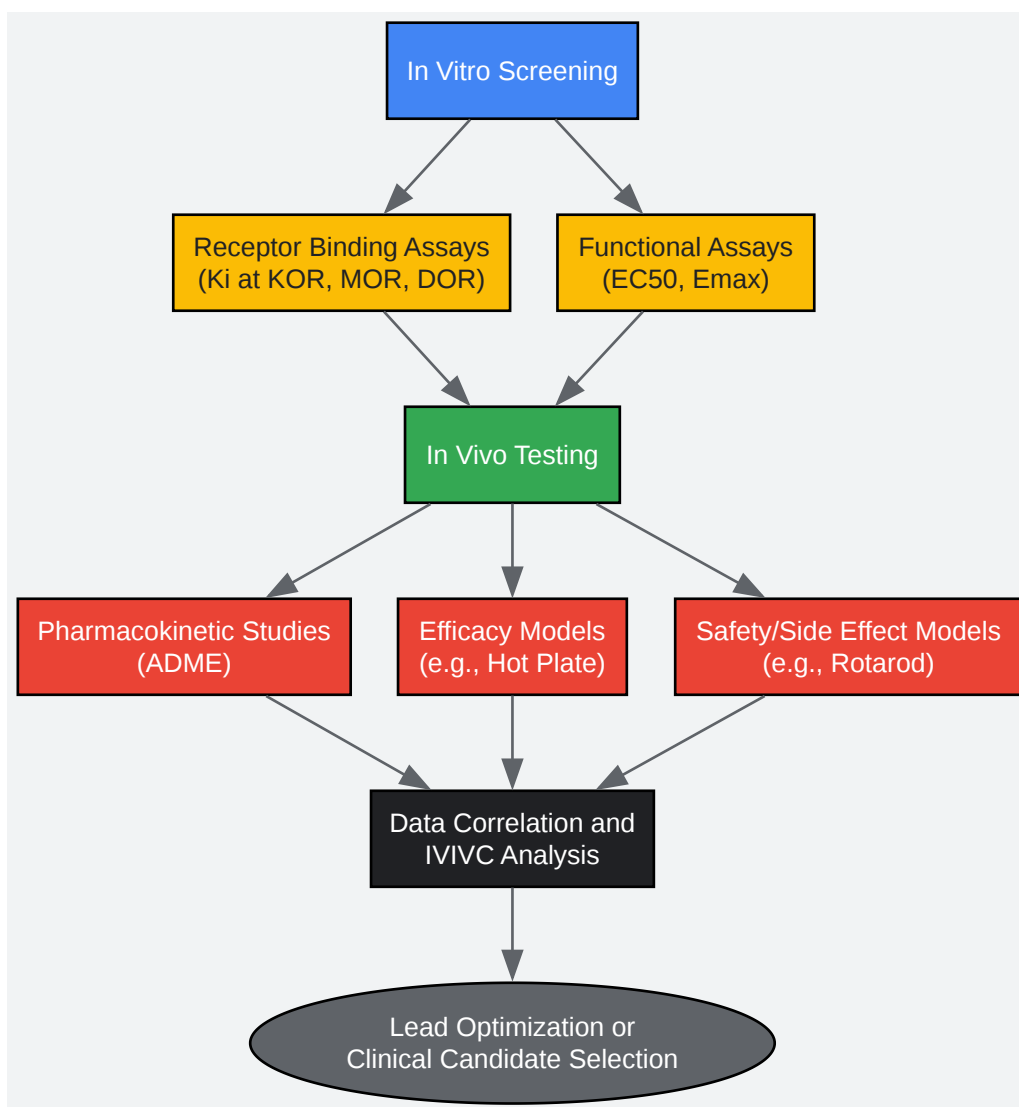 In Vitro Screening
Receptor Binding Assays
(Ki at KOR, MOR, DOR)
Functional Assays
(EC50, Emax)
In Vivo Testing
Pharmacokinetic Studies
(ADME)
Efficacy Models
(e.g., Hot Plate)
Safety/Side Effect Models
(e.g., Rotarod)
Data Correlation and
IVIVC Analysis
Lead Optimization or
Clinical Candidate Selection